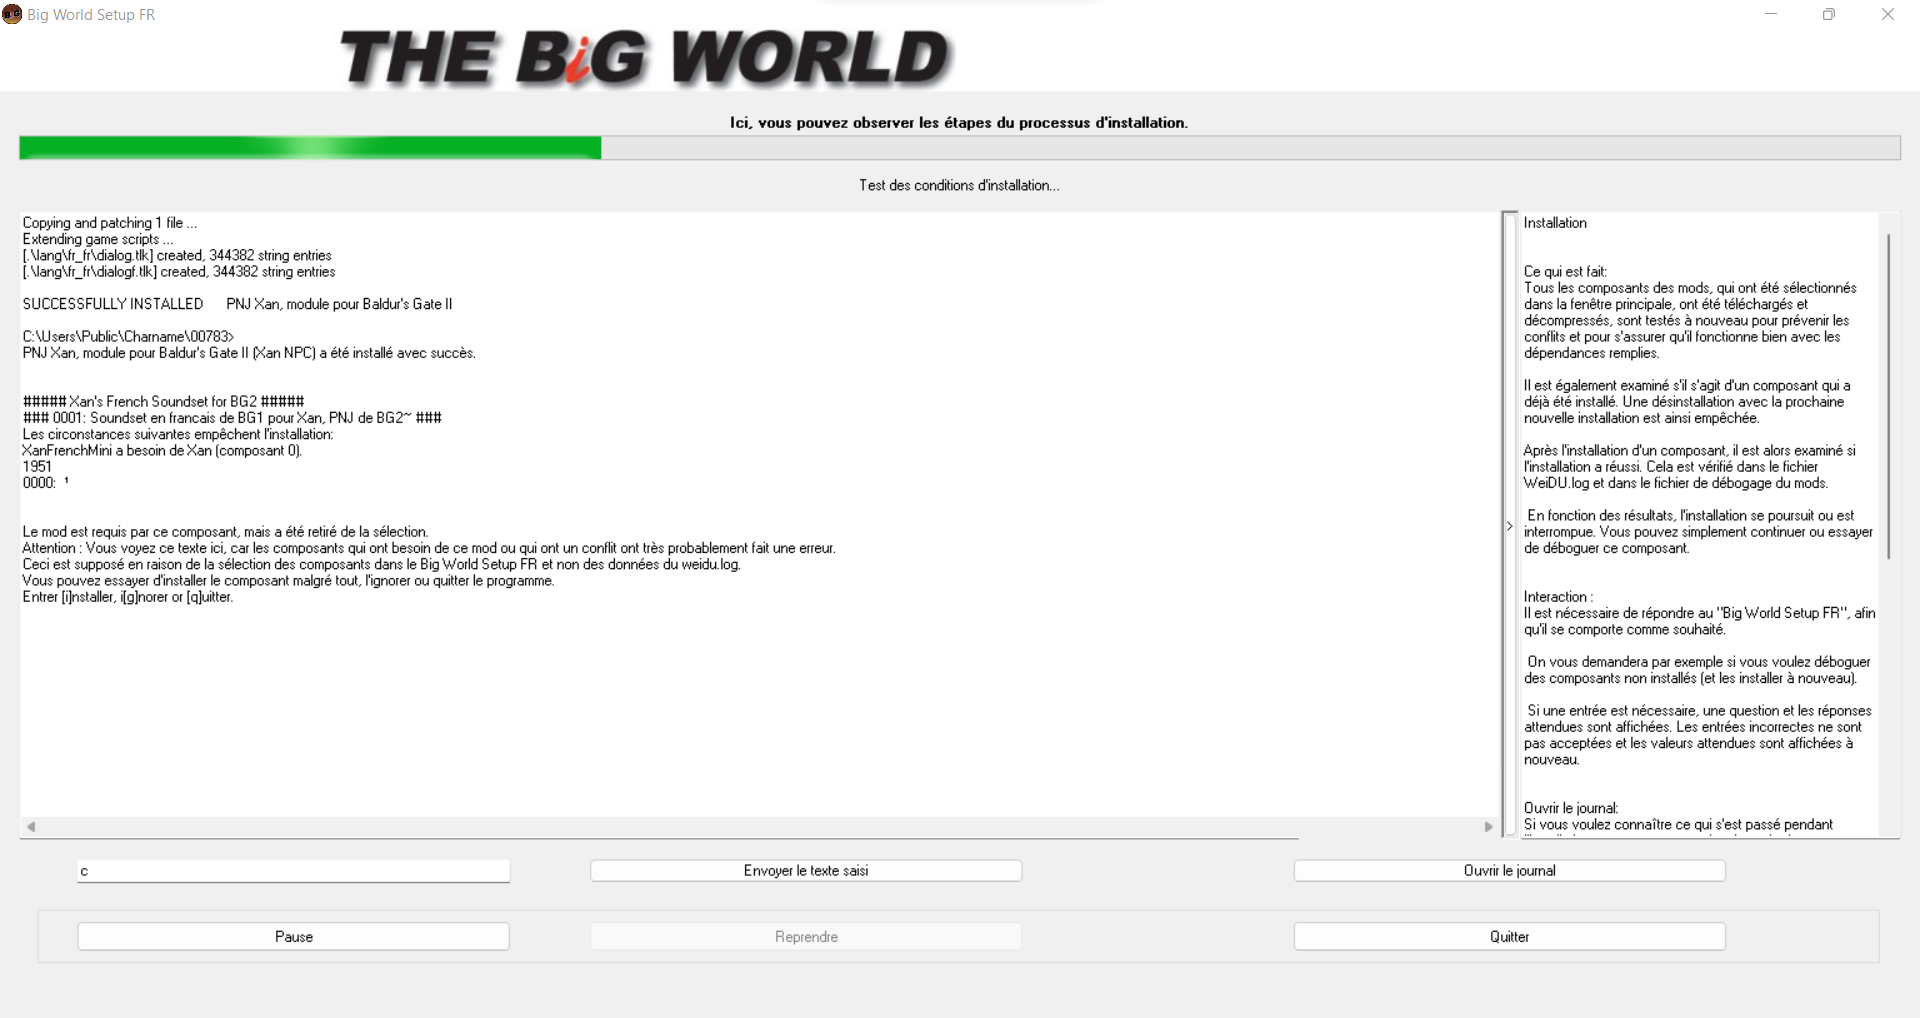 Big World Setup FR
THE BiG WORLD
Ici, vous pouvez observer les étapes du processus d'installation.
Test des conditions d'installation...
Copying and patching 1 file ...
Extending game scripts ...
[.\lang\fr_fr\dialog.tlk] created, 344382 string entries
[.\lang\fr_fr\dialogf.tlk] created, 344382 string entries
SUCCESSFULLY INSTALLED PNJ Xan, module pour Baldur's Gate II
C:\Users\Public\Charname\00783>
PNJ Xan, module pour Baldur's Gate II (Xan NPC) a été installé avec succès.
##### Xan's French Soundset for BG2 #####
### 0001: Soundset en francais de BG1 pour Xan, PNJ de BG2~ ###
Les circonstances suivantes empêchent l'installation:
XanFrenchMini a besoin de Xan (composant 0).
1951
0000: ¹
Le mod est requis par ce composant, mais a été retiré de la sélection.
Attention : Vous voyez ce texte ici, car les composants qui ont besoin de ce mod ou qui ont un conflit ont très probablement fait une erreur.
Ceci est supposé en raison de la sélection des composants dans le Big World Setup FR et non des données du weidu.log.
Vous pouvez essayer d'installer le composant malgré tout, l'ignorer ou quitter le programme.
Entrer [i]nstaller, i[g]norer or [q]uitter.
Installation
Ce qui est fait:
Tous les composants des mods, qui ont été sélectionnés
dans la fenêtre principale, ont été téléchargés et
décompressés, sont testés à nouveau pour prévenir les
conflits et pour s'assurer qu'il fonctionne bien avec les
dépendances remplies.
Il est également examiné s'il s'agit d'un composant qui a
déjà été installé. Une désinstallation avec la prochaine
nouvelle installation est ainsi empêchée.
Après l'installation d'un composant, il est alors examiné si
l'installation a réussi. Cela est vérifié dans le fichier
WeiDU.log et dans le fichier de débogage du mods.
En fonction des résultats, l'installation se poursuit ou est
interrompue. Vous pouvez simplement continuer ou essayer
de déboguer ce composant.
Interaction :
Il est nécessaire de répondre au "Big World Setup FR", afin
qu'il se comporte comme souhaité.
On vous demandera par exemple si vous voulez déboguer
des composants non installés (et les installer à nouveau).
Si une entrée est nécessaire, une question et les réponses
attendues sont affichées. Les entrées incorrectes ne sont
pas acceptées et les valeurs attendues sont affichées à
nouveau.
Ouvrir le journal:
Si vous voulez connaître ce qui s'est passé pendant
c
Envoyer le texte saisi
Ouvrir le journal
Pause
Reprendre
Quitter